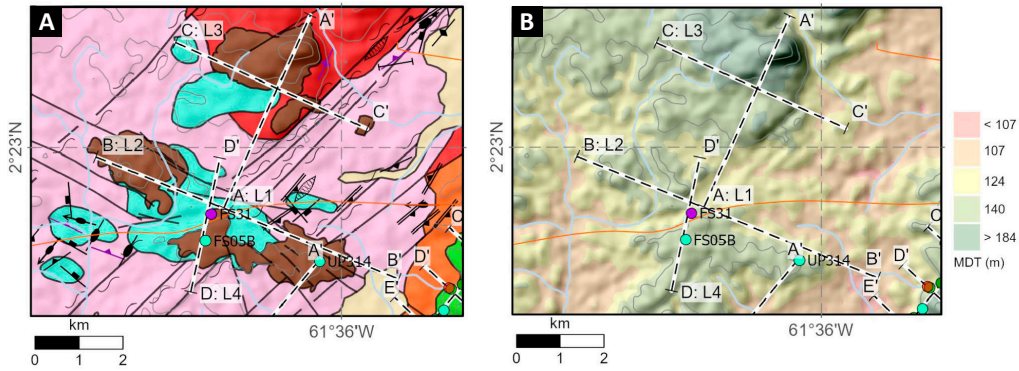 A
A'
C: L3
C'
B: L2
D'
A: L1
FS31
FS05B
A'
UP314
B'
D'
C
E
D: L4
2°23'N
61°36'W
km
0 1 2
B
A'
C: L3
C'
B: L2
D'
A: L1
FS31
FS05B
A'
UP314
B'
D'
C
E
D: L4
61°36'W
km
0 1 2
< 107
107
124
140
> 184
MDT (m)
2°23'N